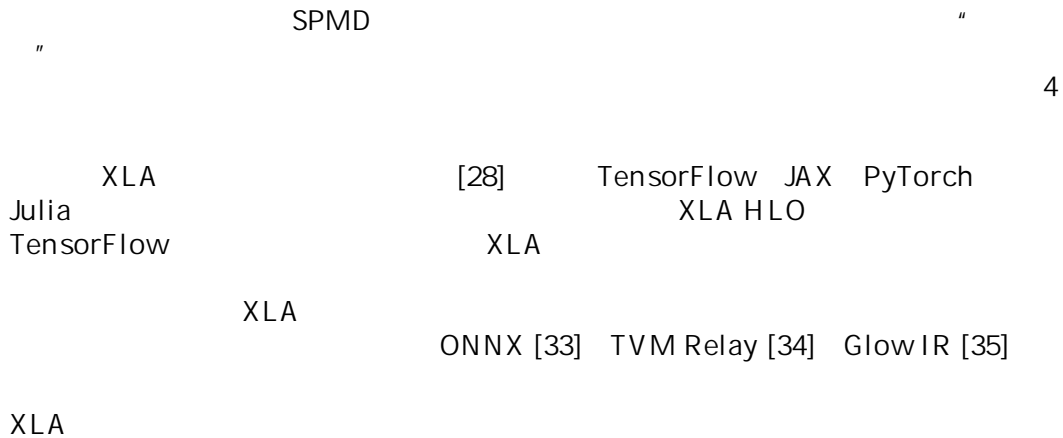 SPMD “
”
4
XLA [28] TensorFlow JAX PyTorch
Julia XLA HLO
TensorFlow XLA
XLA
ONNX [33] TVM Relay [34] Glow IR [35]
XLA